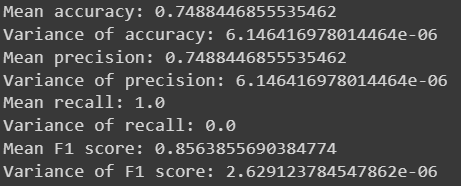 Mean accuracy: 0.7488446855535462
Variance of accuracy: 6.146416978014464e-06
Mean precision: 0.7488446855535462
Variance of precision: 6.146416978014464e-06
Mean recall: 1.0
Variance of recall: 0.0
Mean F1 score: 0.8563855690384774
Variance of F1 score: 2.629123784547862e-06